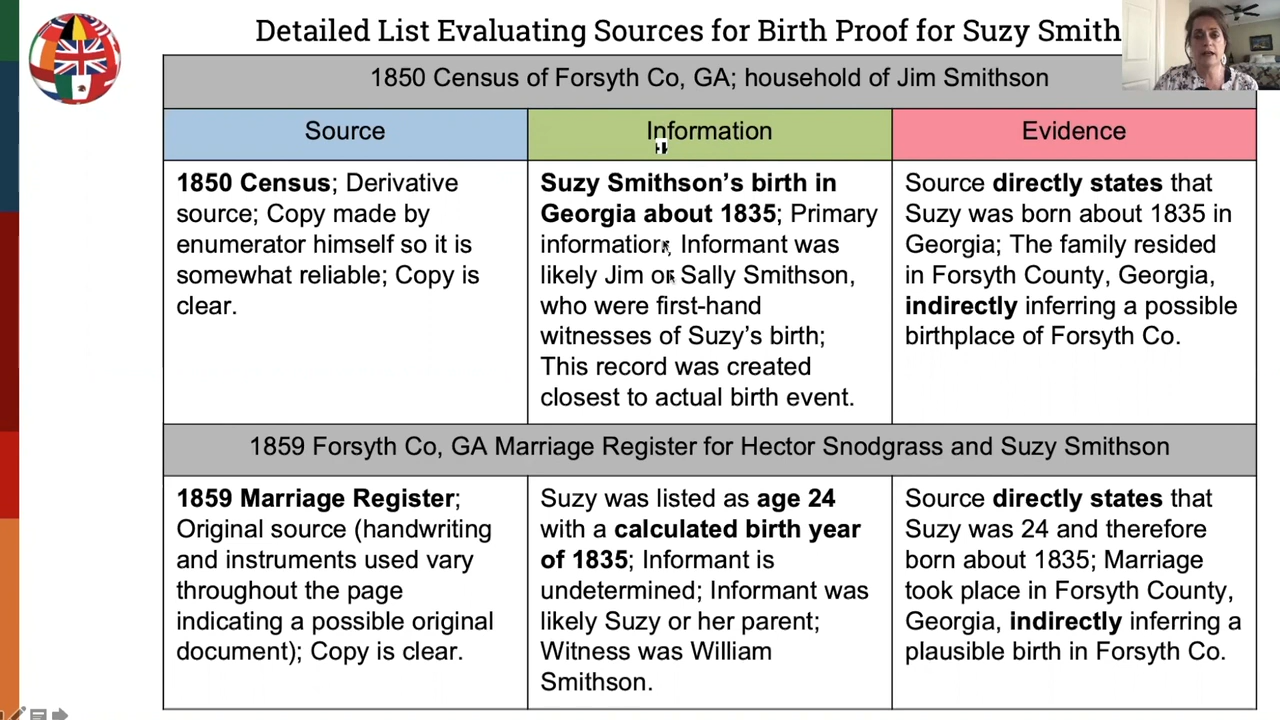 Detailed List Evaluating Sources for Birth Proof for Suzy Smith
1850 Census of Forsyth Co, GA; household of Jim Smithson
Source
Information
Evidence
1850 Census; Derivative
source; Copy made by
enumerator himself so it is
somewhat reliable; Copy is
clear.
Suzy Smithson’s birth in
Georgia about 1835; Primary
information; Informant was
likely Jim or Sally Smithson,
who were first-hand
witnesses of Suzy’s birth;
This record was created
closest to actual birth event.
Source directly states that
Suzy was born about 1835 in
Georgia; The family resided
in Forsyth County, Georgia,
indirectly inferring a possible
birthplace of Forsyth Co.
1859 Forsyth Co, GA Marriage Register for Hector Snodgrass and Suzy Smithson
1859 Marriage Register;
Original source (handwriting
and instruments used vary
throughout the page
indicating a possible original
document); Copy is clear.
Suzy was listed as age 24
with a calculated birth year
of 1835; Informant is
undetermined; Informant was
likely Suzy or her parent;
Witness was William
Smithson.
Source directly states that
Suzy was 24 and therefore
born about 1835; Marriage
took place in Forsyth County,
Georgia, indirectly inferring a
plausible birth in Forsyth Co.